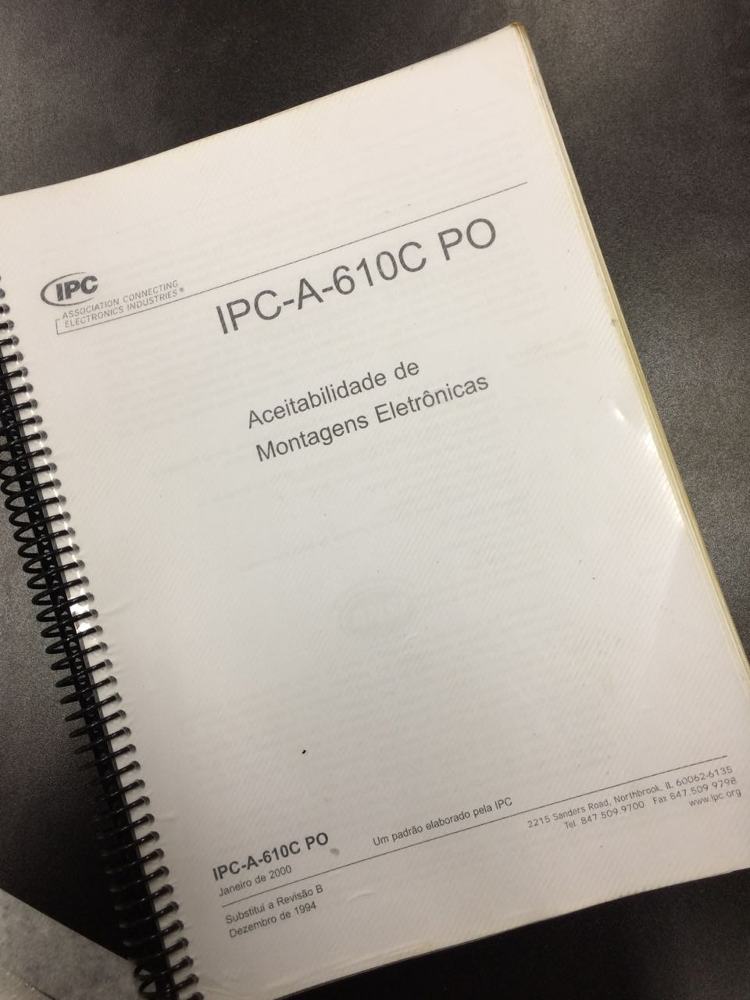 IPC
ASSOCIATION CONNECTING
ELECTRONICS INDUSTRIES®
IPC-A-610C PO
Aceitabilidade de
Montagens Eletrônicas
IPC-A-610C PO
Janeiro de 2000
Um padrão elaborado pela IPC
2215 Sanders Road, Northbrook, IL 60062-6135
Tel. 847 509.9700 Fax 847.509 9798
www.ipc.org
Substitui a Revisão B
Dezembro de 1994